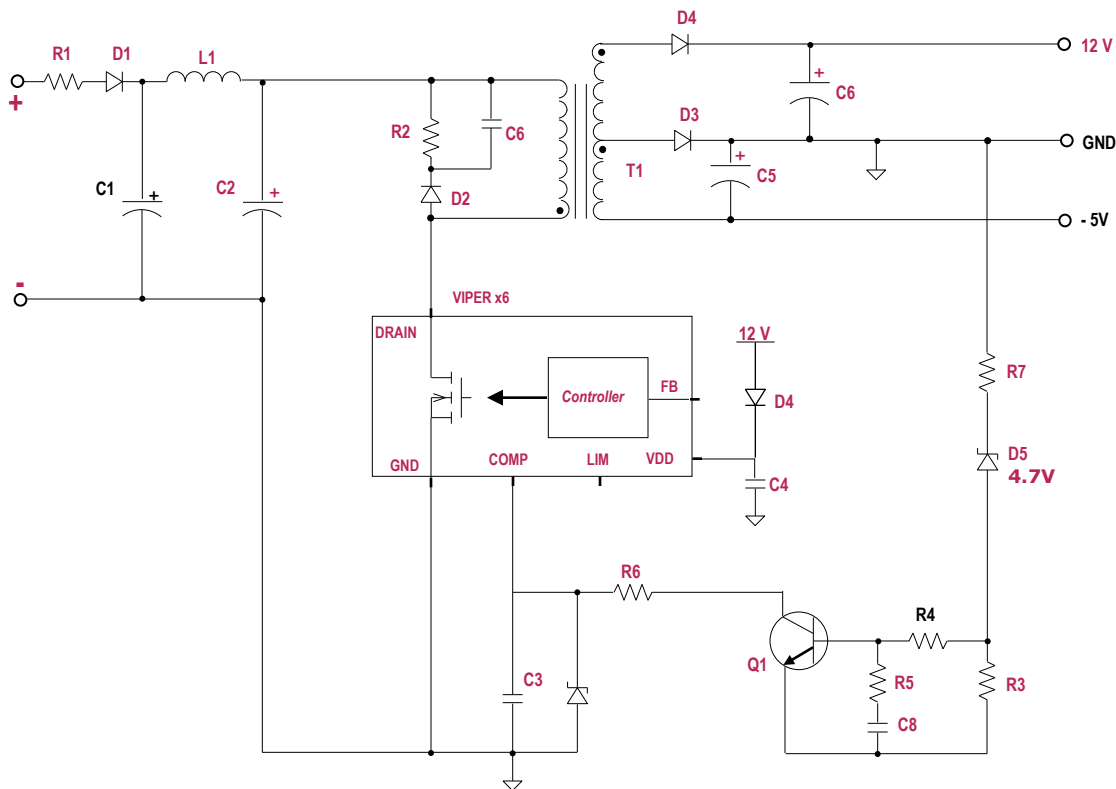 D4
R1
D1
L1
12 V
+
+
C6
R2
C6
D3
GND
T1
+
C5
C1
+
C2
+
D2
- 5V
-
VIPER x6
DRAIN
12 V
R7
Controller
FB
D4
GND
COMP
LIM
VDD
D5
4.7V
C4
R6
R4
Q1
C3
R5
R3
C8